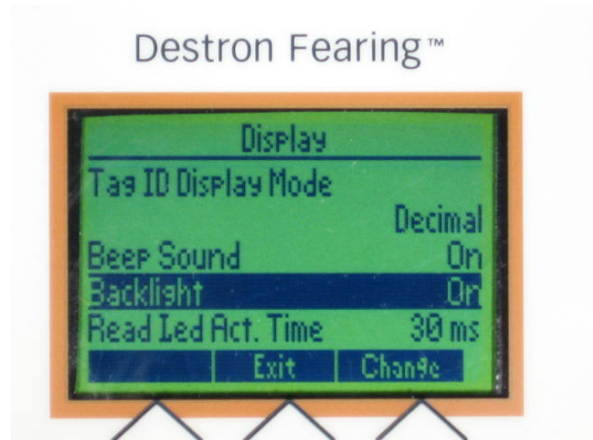 Destron Fearing™
Display
Tag ID Display Mode
Decimal
Beep Sound On
Backlight On
Read Led Act. Time 30 ms
Exit Change